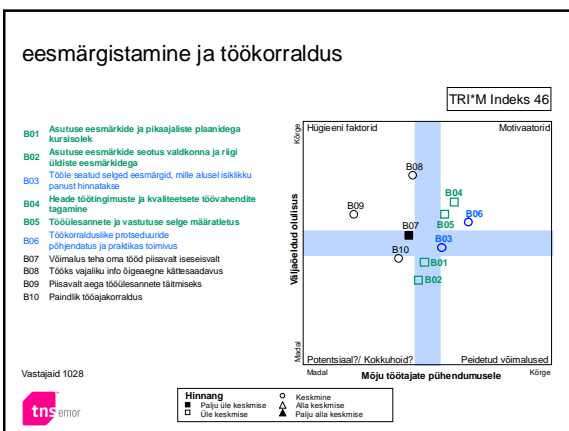 eesmärgistamine ja töökorraldus
TRI*M Indeks 46
B01 Asutuse eesmärkide ja pikaajaliste plaanidega
kursisolek
B02 Asutuse eesmärkide seotus valdkonna ja riigi
üldiste eesmärkidega
B03 Tööle seatud selged eesmärgid, mille alusel isiklikku
panust hinnatakse
B04 Heade töötingimuste ja kvaliteetsete töövahendite
tagamine
B05 Tööülesannete ja vastutuse selge määratletus
B06 Töökorralduslike protseduuride
põhjendatus ja praktikas toimivus
B07 Võimalus teha oma tööd piisavalt iseseisvalt
B08 Tööks vajaliku info õigeaegne kättesaadavus
B09 Piisavalt aega tööülesannete täitmiseks
B10 Paindlik tööajakorraldus
Kõrge
Väljaöeldud olulisus
Madal
Hügieeni faktorid
Motivaatorid
B08
B04
B09
B06
B05
B07
B03
B10
B01
B02
Potentsiaal?/ Kokkuhoid?
Peidetud võimalused
Madal
Mõju töötajate pühendumusele
Kõrge
Vastajaid 1028
tns emor
Hinnang
Palju üle keskmise
Üle keskmise
Keskmine
Alla keskmise
Palju alla keskmise